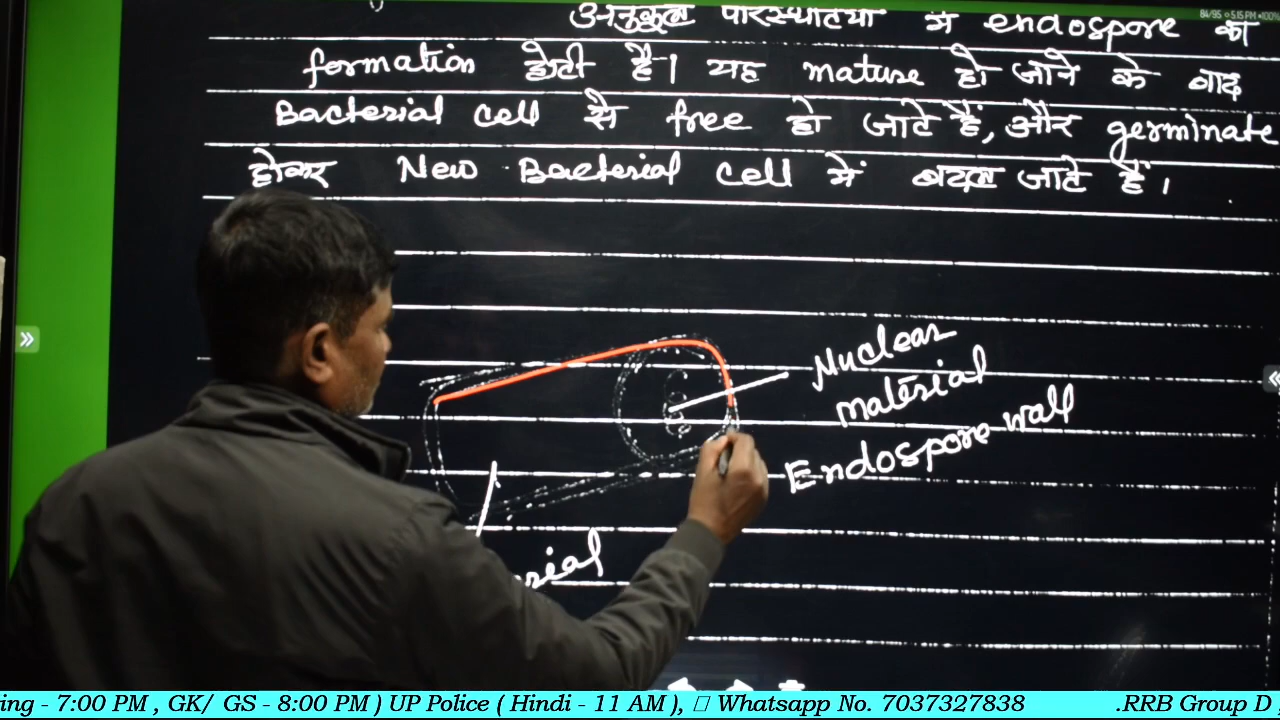 अनुकूल परिस्थितियों में endospore का
formation होती है। यह mature हो जाने के बाद
Bacterial cell से free हो जाते हैं, और germinate
होकर New Bacterial cell में बदल जाते हैं।
Nuclear
material
Endospore wall
rial
ing - 7:00 PM , GK/ GS - 8:00 PM ) UP Police ( Hindi - 11 AM ), Whatsapp No. 7037327838 .RRB Group D ,